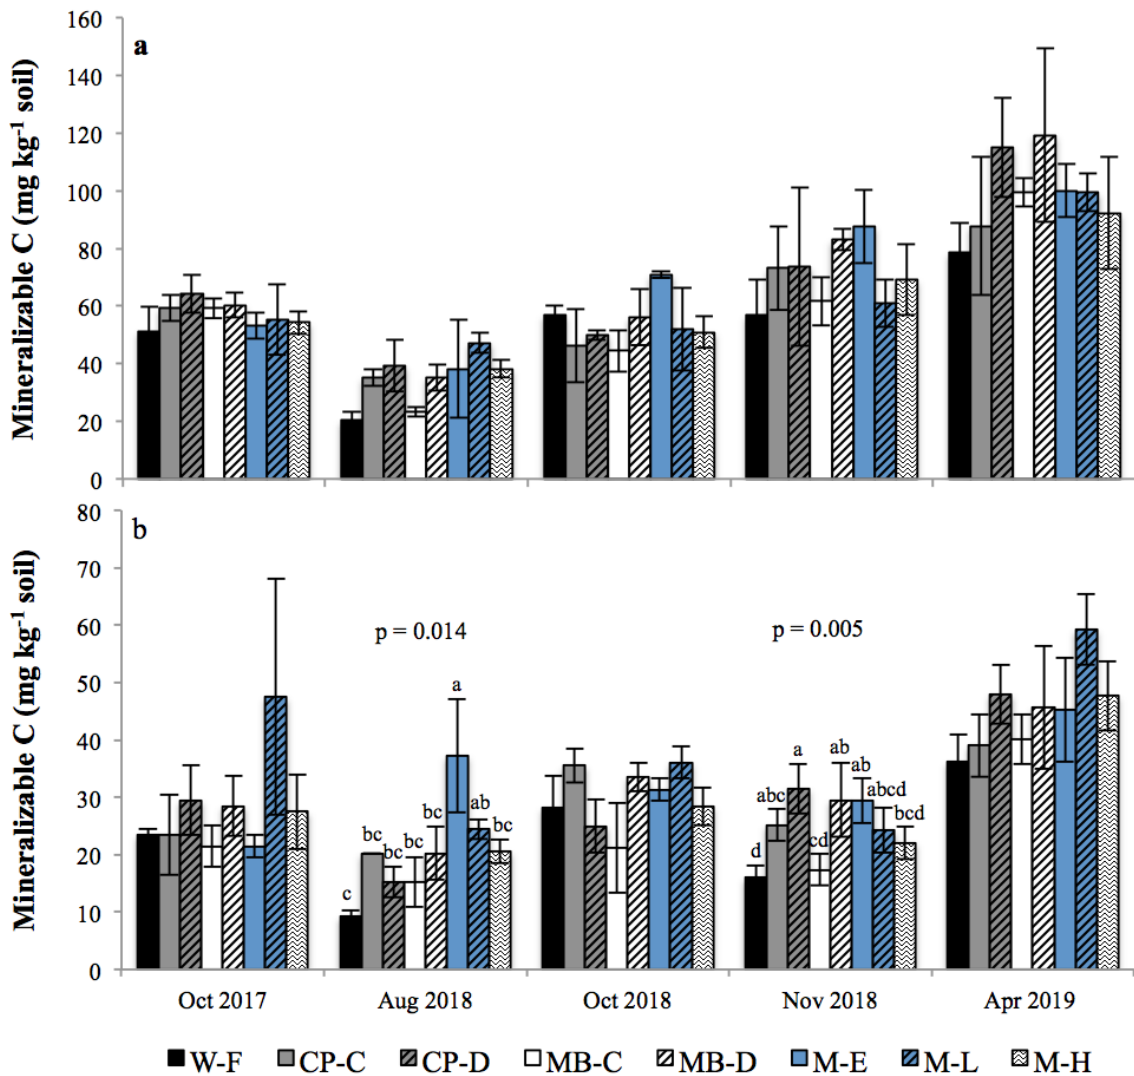 a
Mineralizable C (mg kg⁻¹ soil)
160
140
120
100
80
60
40
20
0
b
Mineralizable C (mg kg⁻¹ soil)
80
70
60
50
40
30
20
10
0
p = 0.014
p = 0.005
c
bc
bc
bc
bc
a
ab
bc
d
abc
a
cd
ab
ab
abcd
bcd
Oct 2017 Aug 2018 Oct 2018 Nov 2018 Apr 2019
W-F CP-C CP-D MB-C MB-D M-E M-L M-H